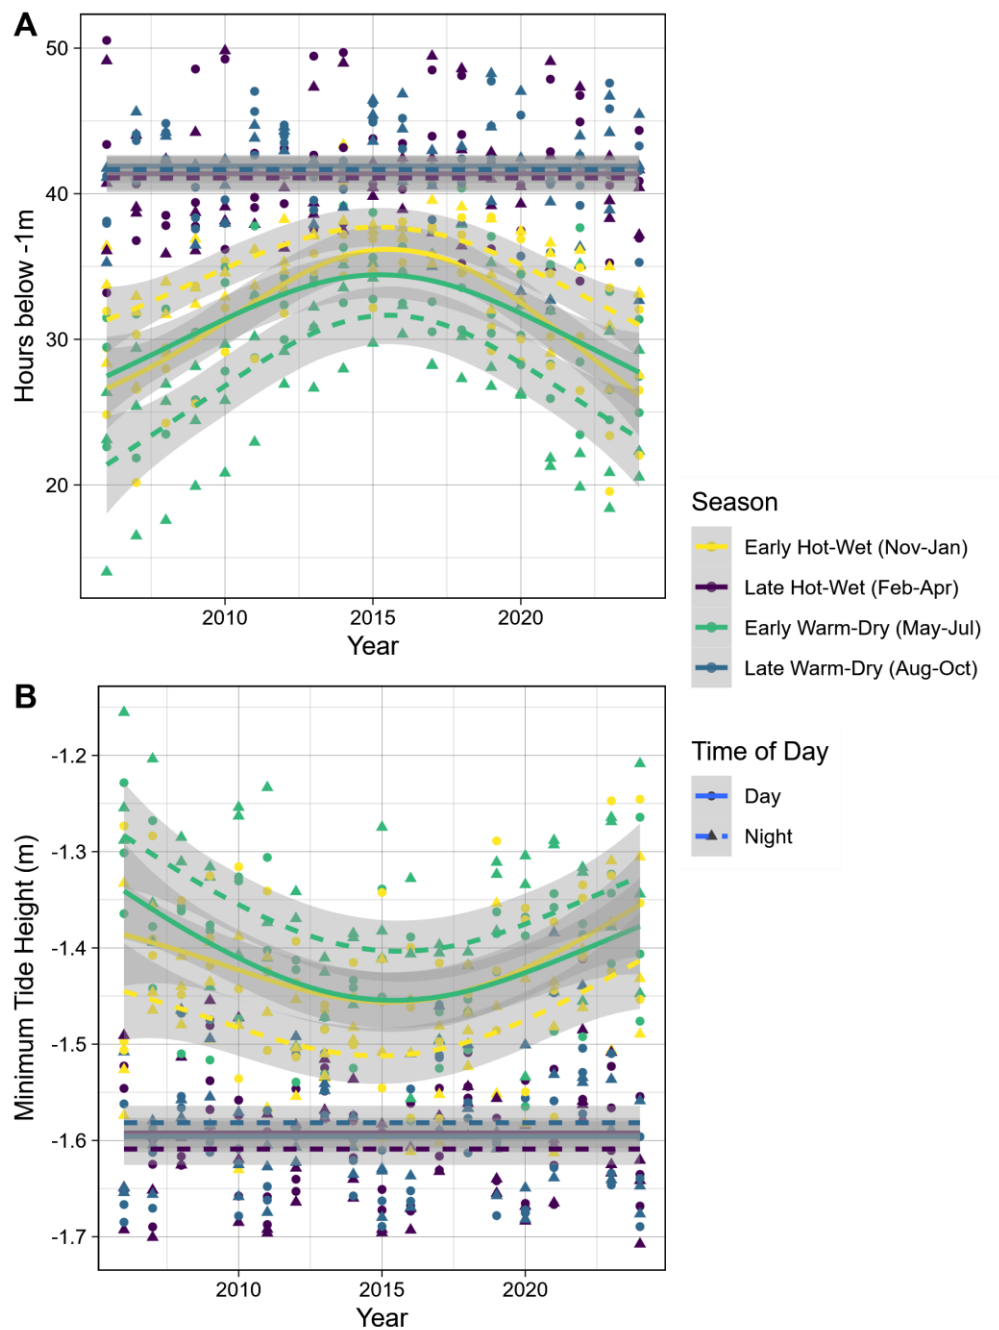 A
50
40
30
20
Hours below -1m
2010 2015 2020
Year
Season
Early Hot-Wet (Nov-Jan)
Late Hot-Wet (Feb-Apr)
Early Warm-Dry (May-Jul)
Late Warm-Dry (Aug-Oct)
Time of Day
Day
Night
B
-1.2
-1.3
-1.4
-1.5
-1.6
-1.7
Minimum Tide Height (m)
2010 2015 2020
Year